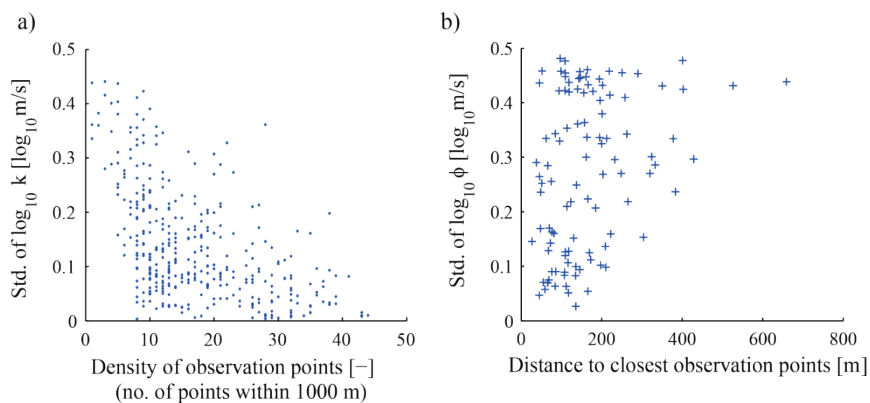 a)
0.5
0.4
0.3
0.2
0.1
0
0 10 20 30 40 50
Std. of log10 k [log10 m/s]
Density of observation points [−]
(no. of points within 1000 m)
b)
0.5
0.4
0.3
0.2
0.1
0
0 200 400 600 800
Std. of log10 ϕ [log10 m/s]
Distance to closest observation points [m]